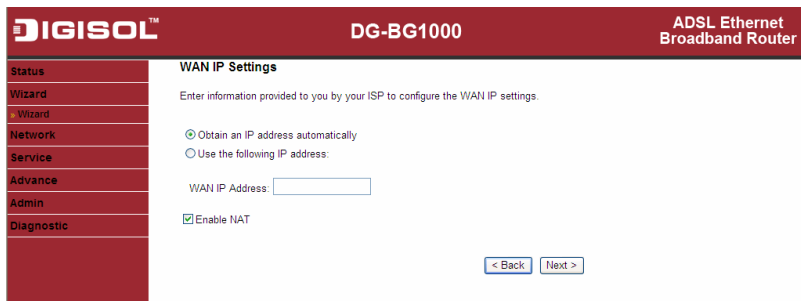 DIGISOL™
DG-BG1000
ADSL Ethernet
Broadband Router
Status
Wizard
» Wizard
Network
Service
Advance
Admin
Diagnostic
WAN IP Settings
Enter information provided to you by your ISP to configure the WAN IP settings.
Obtain an IP address automatically
Use the following IP address:
WAN IP Address:
Enable NAT
< Back Next >